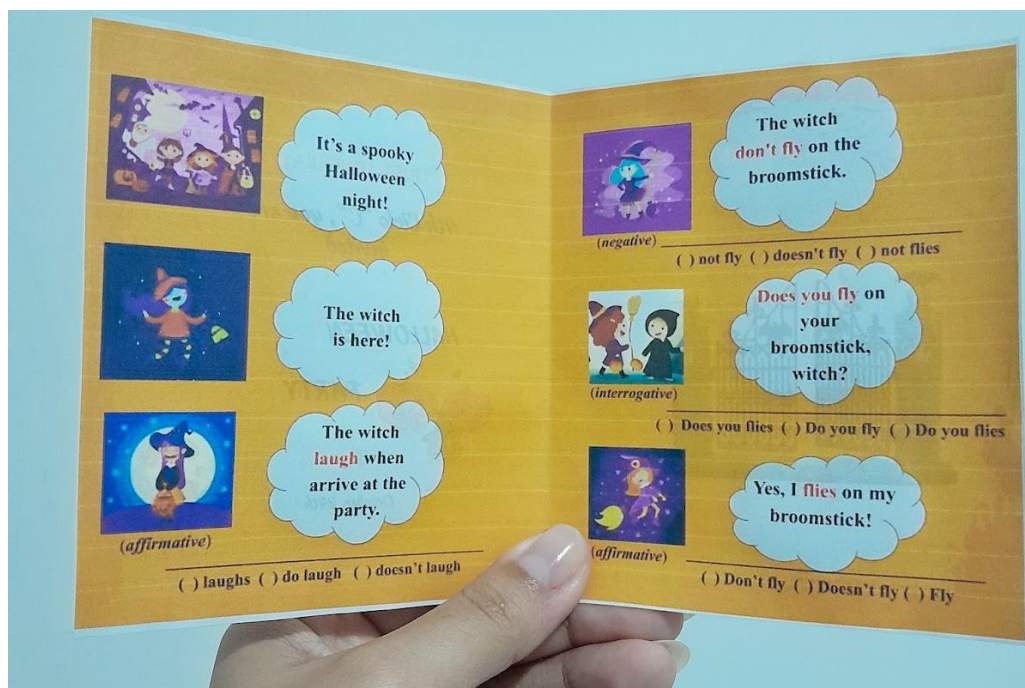 It's a spooky
Halloween
night!
The witch
is here!
The witch
laugh when
arrive at the
party.
(affirmative)
( ) laughs ( ) do laugh ( ) doesn't laugh
The witch
don't fly on the
broomstick.
(negative)
( ) not fly ( ) doesn't fly ( ) not flies
Does you fly on
your
broomstick,
witch?
(interrogative)
( ) Does you flies ( ) Do you fly ( ) Do you flies
Yes, I flies on my
broomstick!
(affirmative)
( ) Don't fly ( ) Doesn't fly ( ) Fly